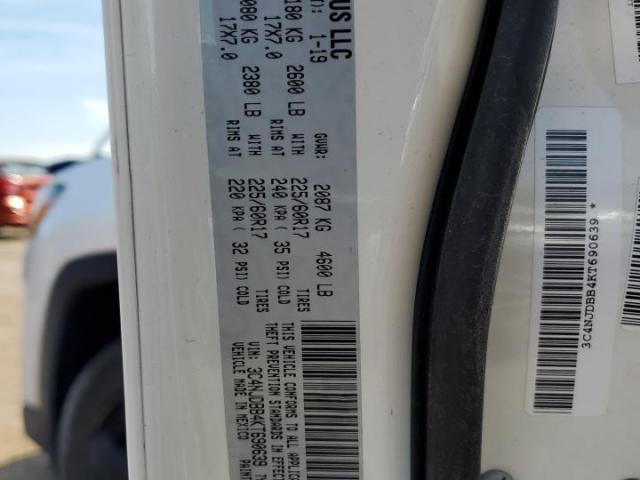 US LLC
1-19
GVWR: 2087 KG 4600 LB
180 KG 2600 LB WITH 225/60R17 TIRES
17X7.0 RIMS AT 240 KPA ( 35 PSI) COLD
080 KG 2380 LB WITH 225/60R17 TIRES
17X7.0 RIMS AT 220 KPA ( 32 PSI) COLD
THIS VEHICLE CONFORMS TO ALL
THEFT PREVENTION STANDARDS IN EFFECT
VIN: 3C4NJDBB4KT690639
VEHICLE MADE IN MEXICO
PAINT
3C4NJDBB4KT690639 *